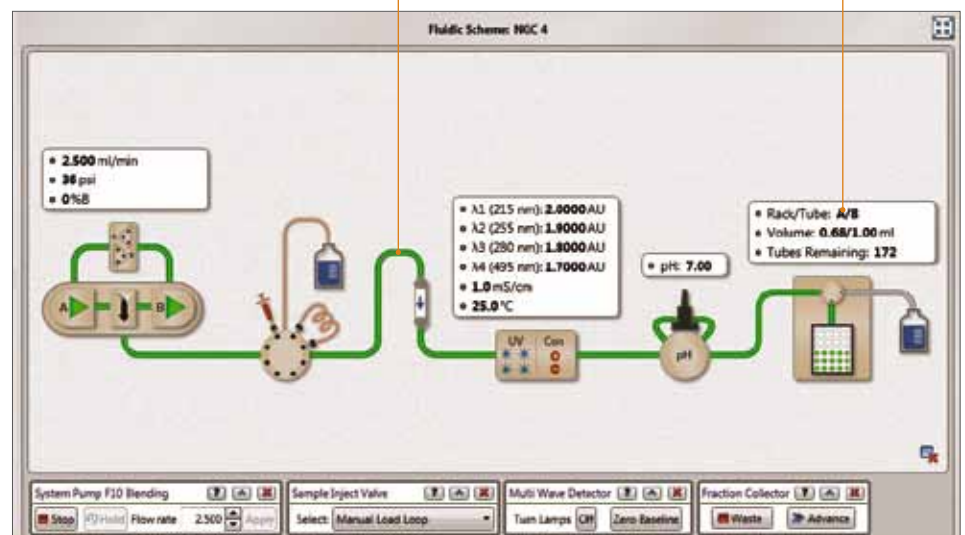 Fluidic Scheme: NGC 4
• 2.500 ml/min
• 36 psi
• 0%B
A
B
• λ1 (215 nm): 2.0000 AU
• λ2 (255 nm): 1.9000 AU
• λ3 (280 nm): 1.8000 AU
• λ4 (495 nm): 1.7000 AU
• 1.0 mS/cm
• 25.0 °C
UV Con
• pH: 7.00
pH
• Rack/Tube: A/8
• Volume: 0.68/1.00 ml
• Tubes Remaining: 172
System Pump F10 Blending ?
Stop Hold Flow rate 2.500 Apply
Sample Inject Valve ?
Select: Manual Load Loop
Multi Wave Detector ?
Turn Lamps Off Zero Baseline
Fraction Collector ?
Waste Advance